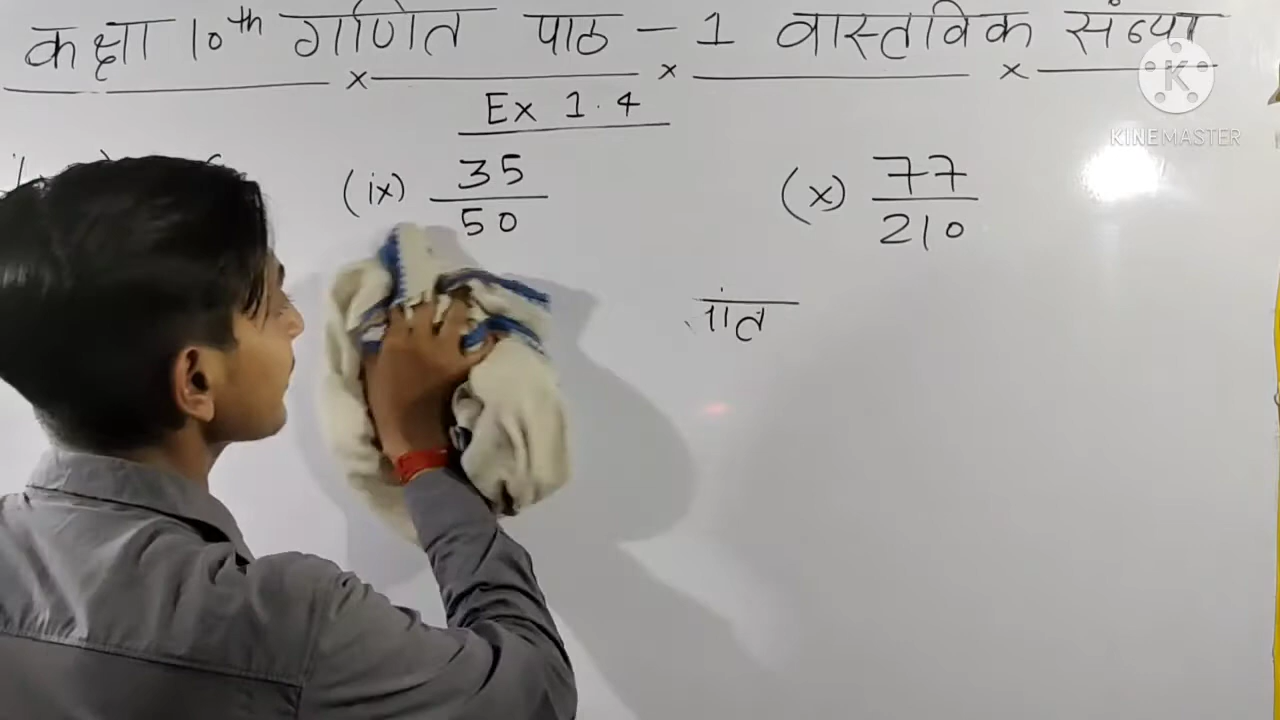 कक्षा 10th गणित पाठ - 1 वास्तविक संख्या
Ex 1.4
(ix) 35/50 (x) 77/210
KINEMASTER